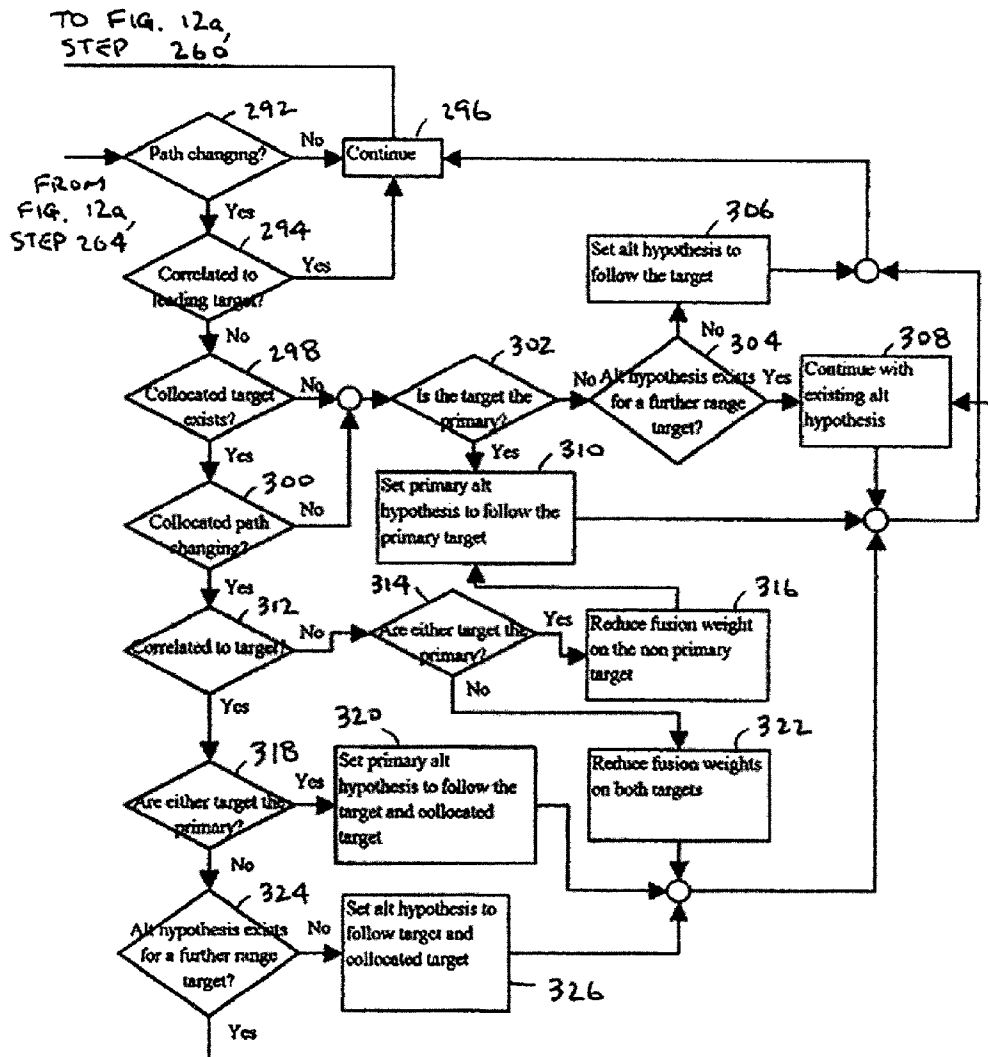 TO FIG. 12a,
STEP 260'
292
Path changing?
No
296
Continue
FROM
FIG. 12a,
STEP 264'
Yes
294
Correlated to
leading target?
Yes
306
Set alt hypothesis to
follow the target
No
298
Collocated target
exists?
No
302
Is the target the
primary?
No
No
304
Alt hypothesis exists
for a further range
target?
Yes
308
Continue with
existing alt
hypothesis
Yes
300
Collocated path
changing?
No
Yes
310
Set primary alt
hypothesis to follow the
primary target
Yes
312
Correlated to target?
No
314
Are either target the
primary?
Yes
316
Reduce fusion weight
on the non primary
target
No
Yes
318
Are either target the
primary?
Yes
320
Set primary alt
hypothesis to follow the
target and collocated
target
322
Reduce fusion weights
on both targets
No
324
Alt hypothesis exists
for a further range
target?
No
Set alt hypothesis to
follow target and
collocated target
326
Yes